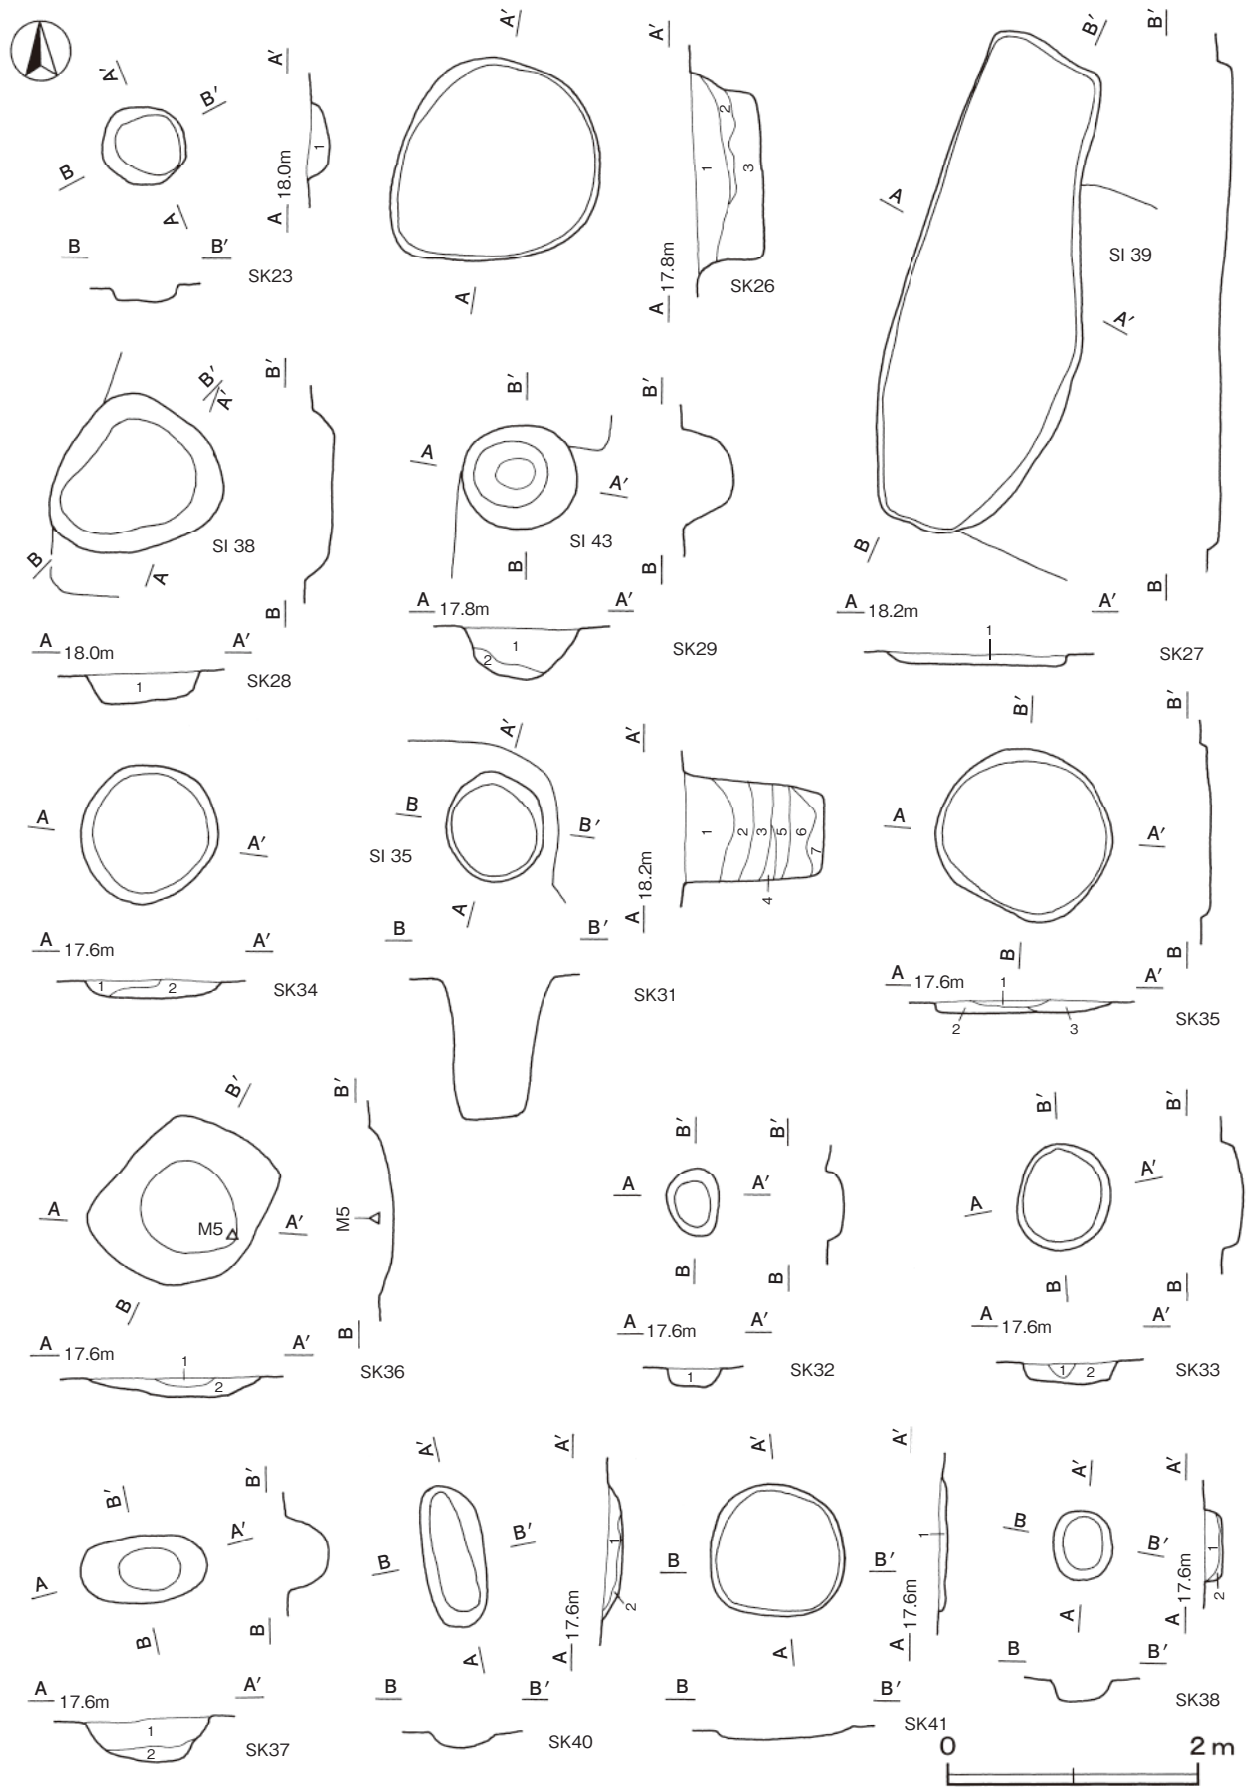 A A'
B B'
A A'
18.0m
1
B B'
SK23
A A'
A A'
17.8m
1 2 3
SK26
A A'
B B'
SI 39
B B'
A 18.2m A'
1
SK27
A A'
B B'
SI 38
B B'
A 18.0m A'
1
SK28
A A'
B B'
SI 43
B B'
A 17.8m A'
1
2
SK29
A A'
A 17.6m A'
1 2
SK34
A A'
B B'
SI 35
A A'
18.2m
1 2 3 4 5 6 7
B B'
SK31
A A'
B B'
B B'
A 17.6m A'
1
2 3
SK35
A A'
B B'
M5
B B'
M5
A 17.6m A'
1
2
SK36
A A'
B B'
B B'
A 17.6m A'
1
SK32
A A'
B B'
B B'
A 17.6m A'
1 2
SK33
A A'
B B'
B B'
A 17.6m A'
1
2
SK37
A A'
B B'
A A'
17.6m
1
2
B B'
SK40
A A'
B B'
A A'
17.6m
1
B B'
SK41
A A'
B B'
A A'
17.6m
1
2
B B'
SK38
0 2 m